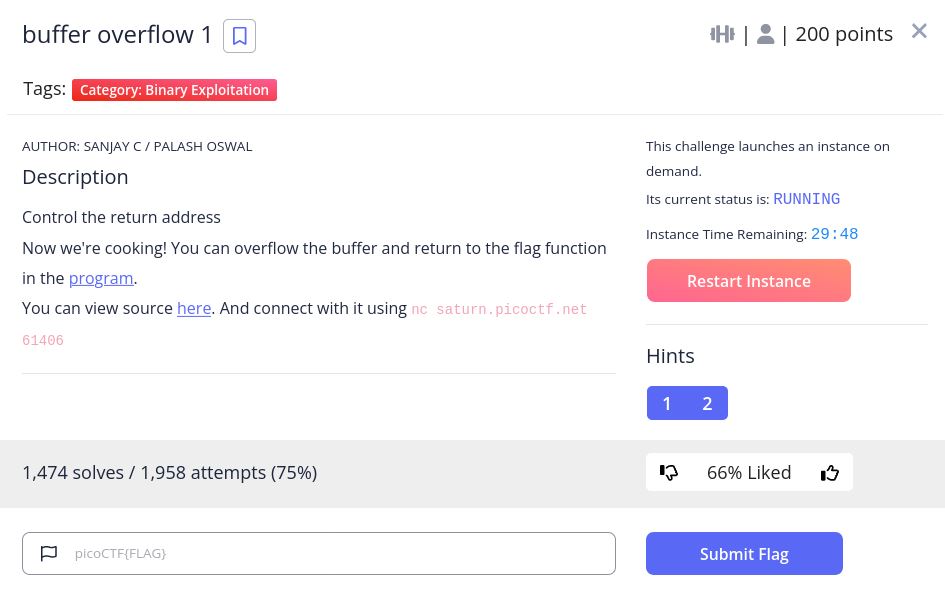 buffer overflow 1
| | 200 points
Tags: Category: Binary Exploitation
AUTHOR: SANJAY C / PALASH OSWAL
Description
Control the return address
Now we're cooking! You can overflow the buffer and return to the flag function
in the program.
You can view source here. And connect with it using nc saturn.picoctf.net
61406
This challenge launches an instance on
demand.
Its current status is: RUNNING
Instance Time Remaining: 29:48
Restart Instance
Hints
1 2
1,474 solves / 1,958 attempts (75%)
66% Liked
picoCTF{FLAG}
Submit Flag